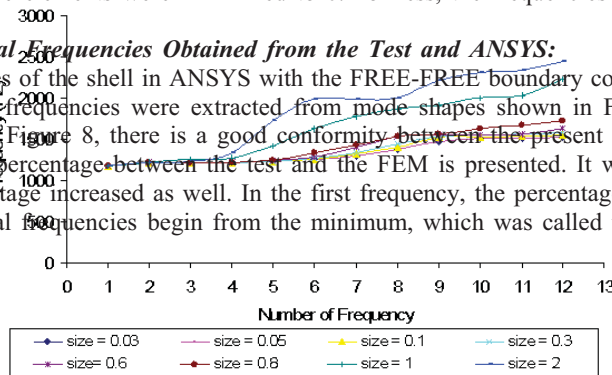 3000
al Frequencies Obtained from the Test and ANSYS:
2500
es of the shell in ANSYS with the FREE-FREE boundary co
2000
frequencies were extracted from mode shapes shown in F
1500
Figure 8, there is a good conformity between the present
1000
percentage between the test and the FEM is presented. It w
tage increased as well. In the first frequency, the percentage
500
al frequencies begin from the minimum, which was called
0
0 1 2 3 4 5 6 7 8 9 10 11 12 13
Number of Frequency
size = 0.03 size = 0.05 size = 0.1 size = 0.3
size= 0.6 size = 0.8 size = 1 size = 2